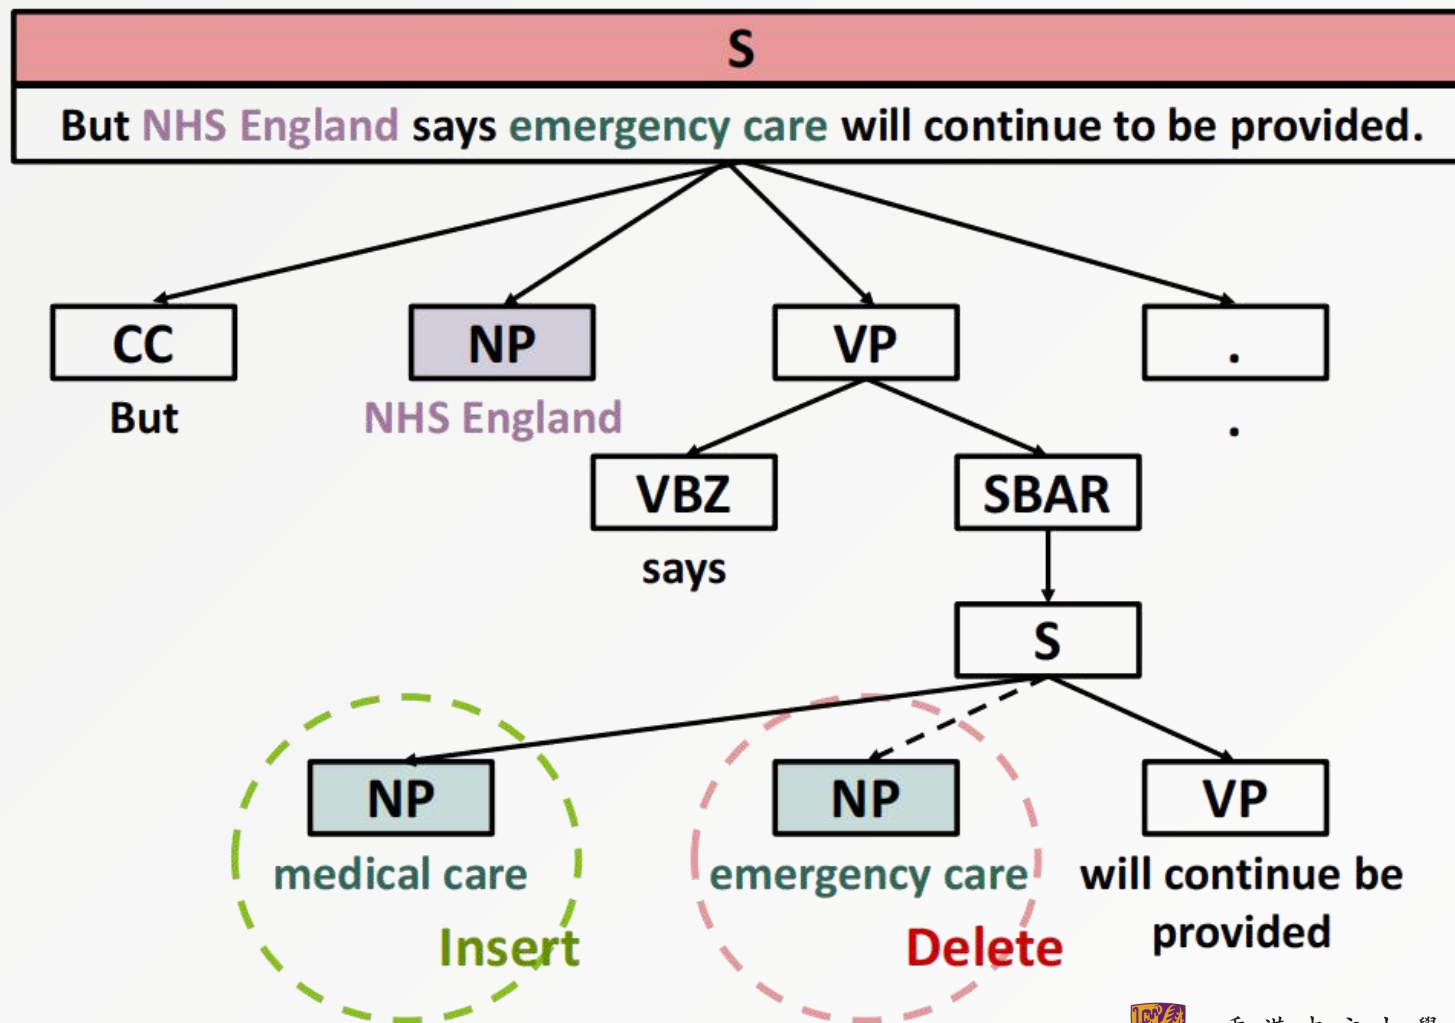 S
But NHS England says emergency care will continue to be provided.
CC
NP
VP
.
But
NHS England
.
VBZ
SBAR
says
S
NP
NP
VP
medical care
emergency care
will continue be
provided
Insert
Delete